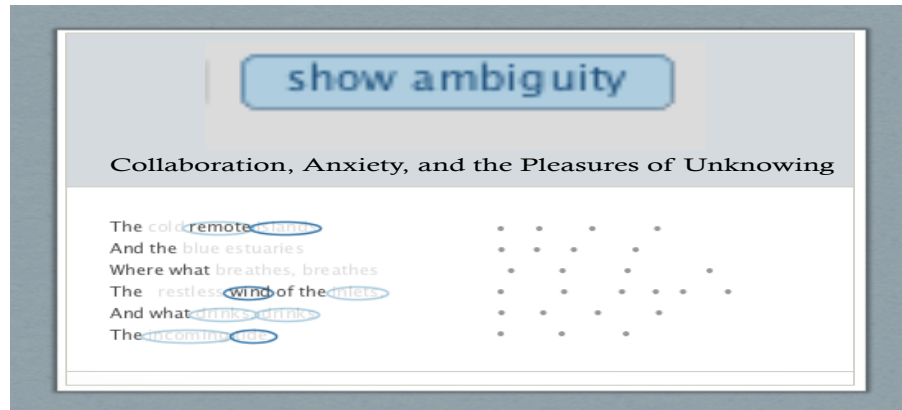 show ambiguity
Collaboration, Anxiety, and the Pleasures of Unknowing
The cold remote islands
And the blue estuaries
Where what breathes, breathes
The restless wind of the inlets,
And what drinks, drinks
The incoming tide